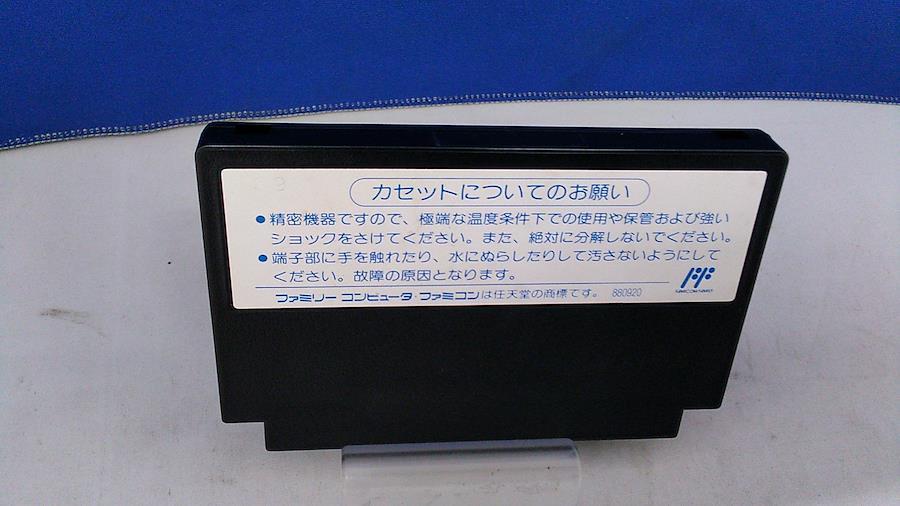 カセットについてのお願い
●精密機器ですので、極端な温度条件下での使用や保管および強い
ショックをさけてください。また、絶対に分解しないでください。
●端子部に手を触れたり、水にぬらしたりして汚さないようにして
ください。故障の原因となります。
ファミリー コンピュータ・ファミコンは任天堂の商標です。 880920